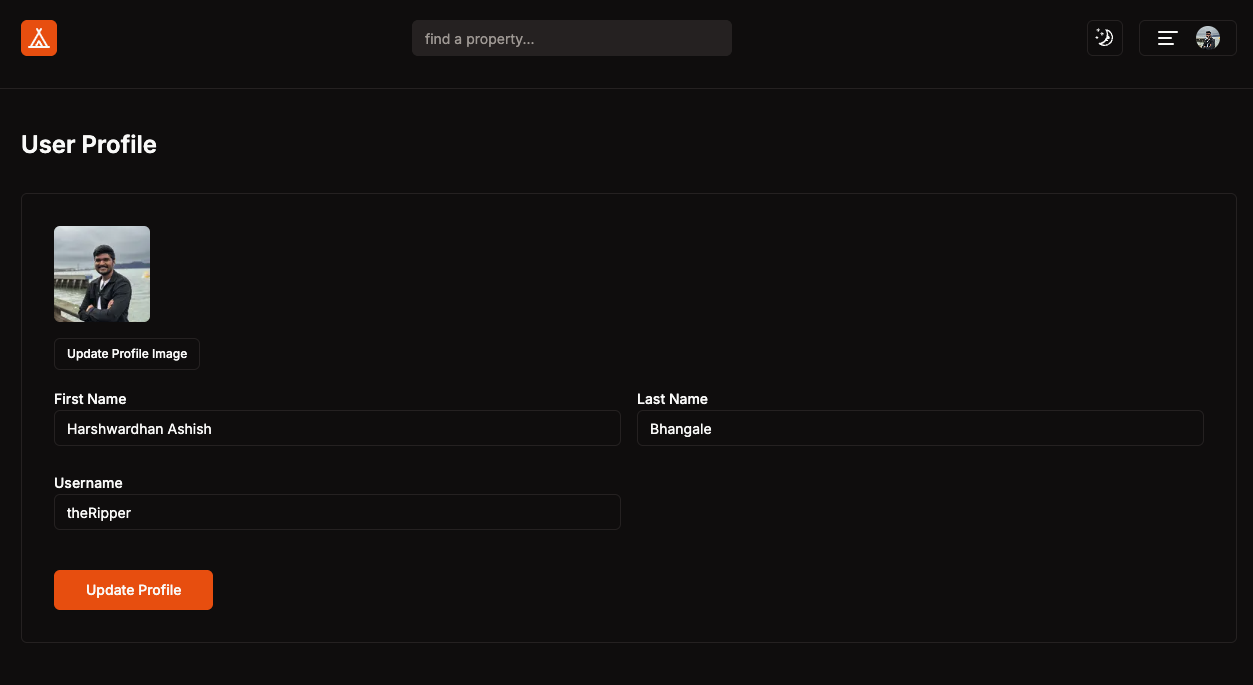 find a property...
User Profile
Update Profile Image
First Name
Last Name
Harshwardhan Ashish
Bhangale
Username
theRipper
Update Profile